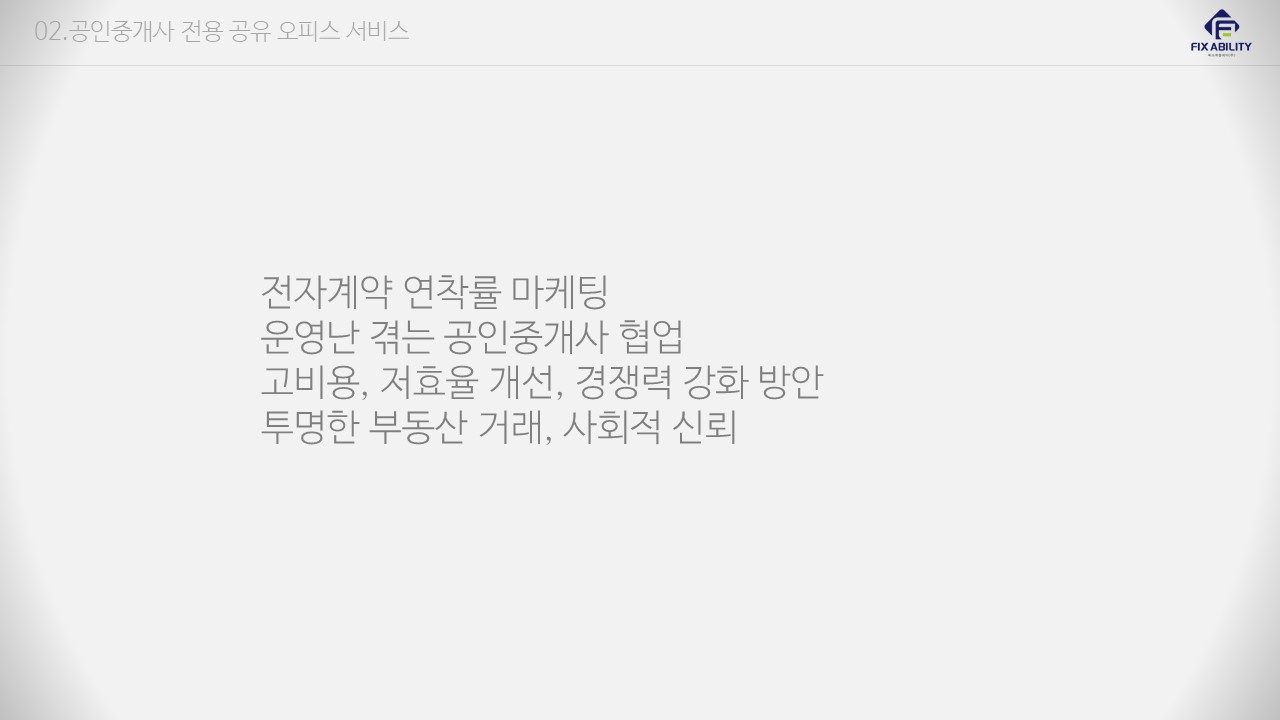 02.공인중개사 전용 공유 오피스 서비스
FIXABILITY
전자계약 연착률 마케팅
운영난 겪는 공인중개사 협업
고비용, 저효율 개선, 경쟁력 강화 방안
투명한 부동산 거래, 사회적 신뢰